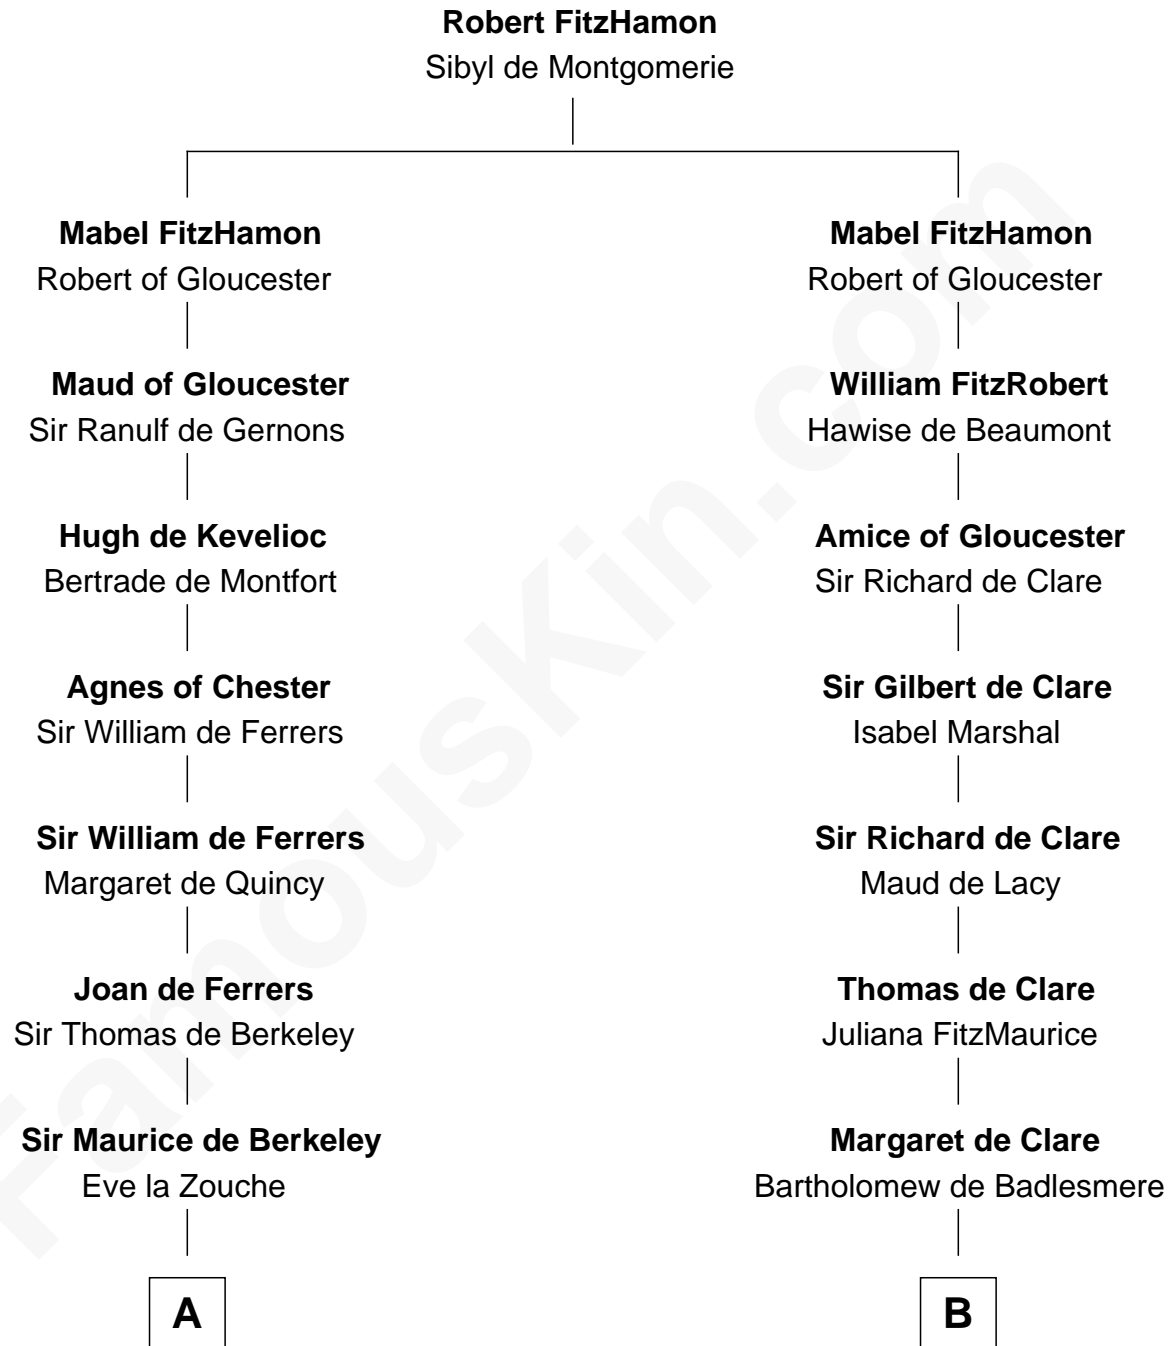 Robert FitzHamon
Sibyl de Montgomerie
Mabel FitzHamon
Robert of Gloucester
Maud of Gloucester
Sir Ranulf de Gernons
Hugh de Kevelioc
Bertrade de Montfort
Agnes of Chester
Sir William de Ferrers
Sir William de Ferrers
Margaret de Quincy
Joan de Ferrers
Sir Thomas de Berkeley
Sir Maurice de Berkeley
Eve la Zouche
A
Mabel FitzHamon
Robert of Gloucester
William FitzRobert
Hawise de Beaumont
Amice of Gloucester
Sir Richard de Clare
Sir Gilbert de Clare
Isabel Marshal
Sir Richard de Clare
Maud de Lacy
Thomas de Clare
Juliana FitzMaurice
Margaret de Clare
Bartholomew de Badlesmere
B
FamousKin.com